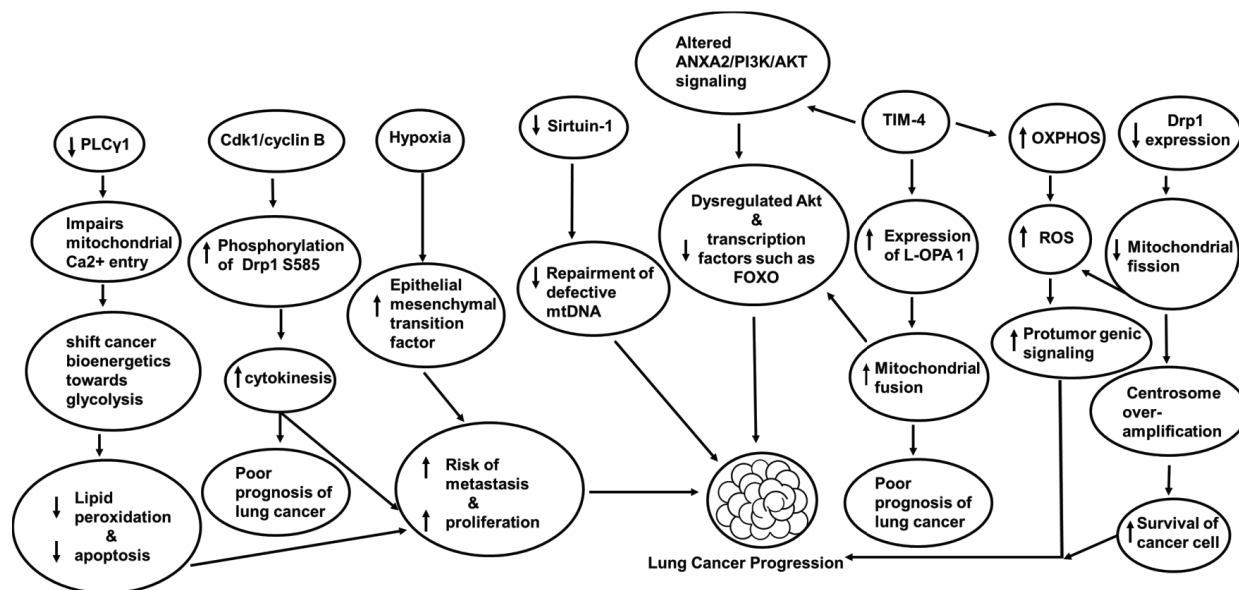 Altered
ANXA2/PI3K/AKT
signaling
↓ PLCγ1
Cdk1/cyclin B
Hypoxia
↓ Sirtuin-1
TIM-4
↑ OXPHOS
Drp1
↓ expression
Impairs
mitochondrial
Ca2+ entry
↑ Phosphorylation
of Drp1 S585
↑ Epithelial
mesenchymal
transition
factor
↓ Repairment of
defective
mtDNA
Dysregulated Akt
&
↓ transcription
factors such as
FOXO
↑ Expression
of L-OPA 1
↑ ROS
↓ Mitochondrial
fission
shift cancer
bioenergetics
towards
glycolysis
↑ cytokinesis
↑ Mitochondrial
fusion
↑ Protumor genic
signaling
Centrosome
over-
amplification
↓ Lipid
peroxidation
&
↓ apoptosis
Poor
prognosis of
lung cancer
↑ Risk of
metastasis
&
↑ proliferation
Poor
prognosis of
lung cancer
↑ Survival of
cancer cell
Lung Cancer Progression